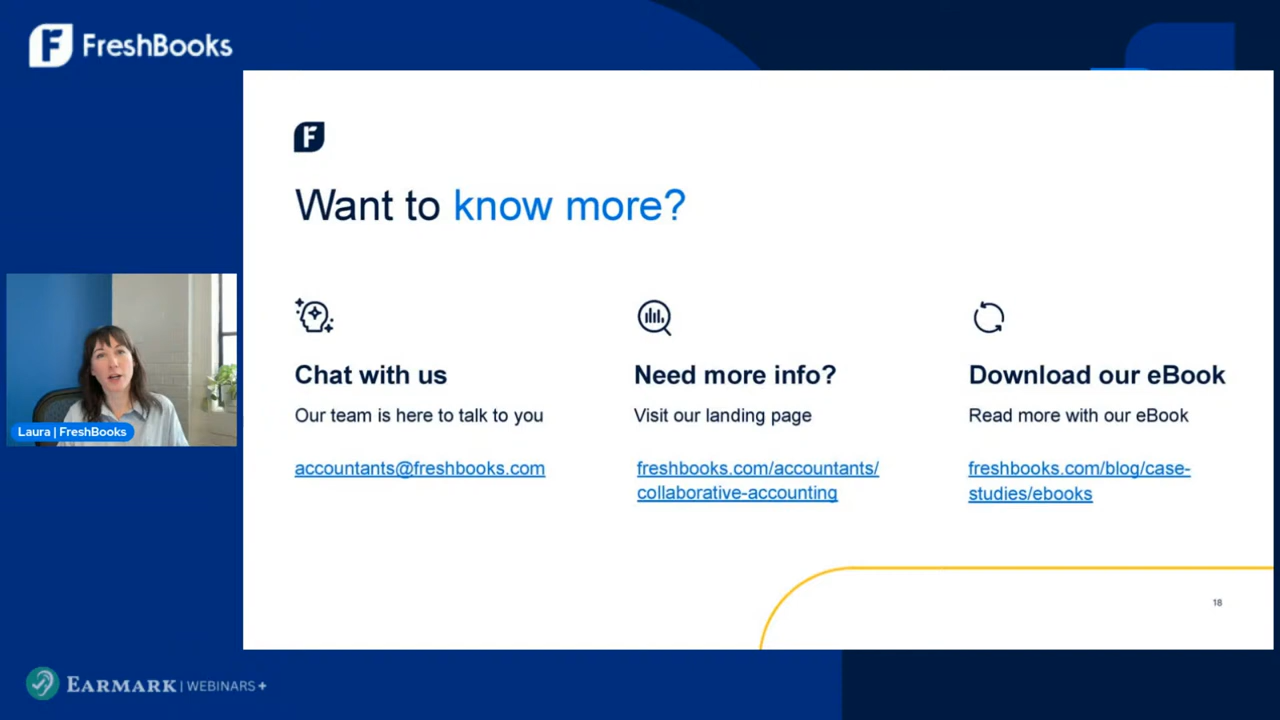 FreshBooks
Want to know more?
Chat with us
Our team is here to talk to you
accountants@freshbooks.com
Need more info?
Visit our landing page
freshbooks.com/accountants/
collaborative-accounting
Download our eBook
Read more with our eBook
freshbooks.com/blog/case-
studies/ebooks
18
Laura | FreshBooks
EARMARK | WEBINARS +